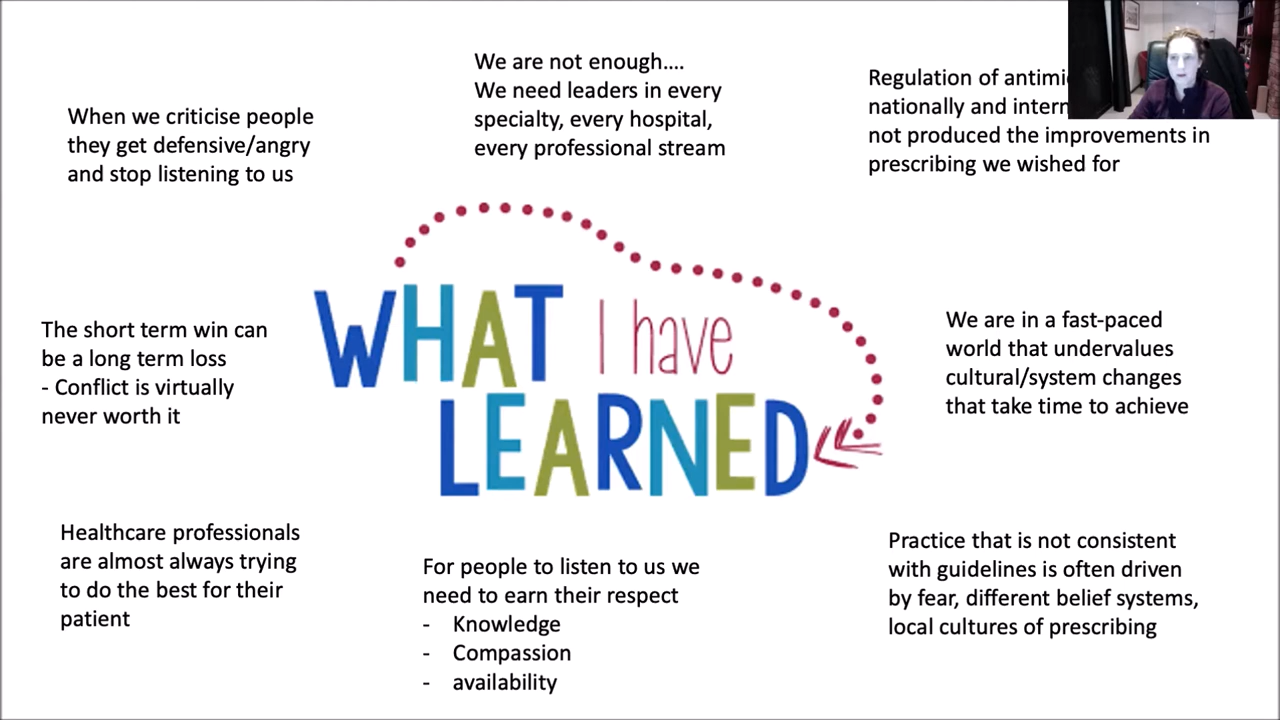 We are not enough....
We need leaders in every
specialty, every hospital,
every professional stream
When we criticise people
they get defensive/angry
and stop listening to us
Regulation of
nationally and
not produced the improvements in
prescribing we wished for
WHAT I have
LEARNED
The short term win can
be a long term loss
- Conflict is virtually
never worth it
We are in a fast-paced
world that undervalues
cultural/system changes
that take time to achieve
Healthcare professionals
are almost always trying
to do the best for their
patient
For people to listen to us we
need to earn their respect
- Knowledge
- Compassion
- availability
Practice that is not consistent
with guidelines is often driven
by fear, different belief systems,
local cultures of prescribing